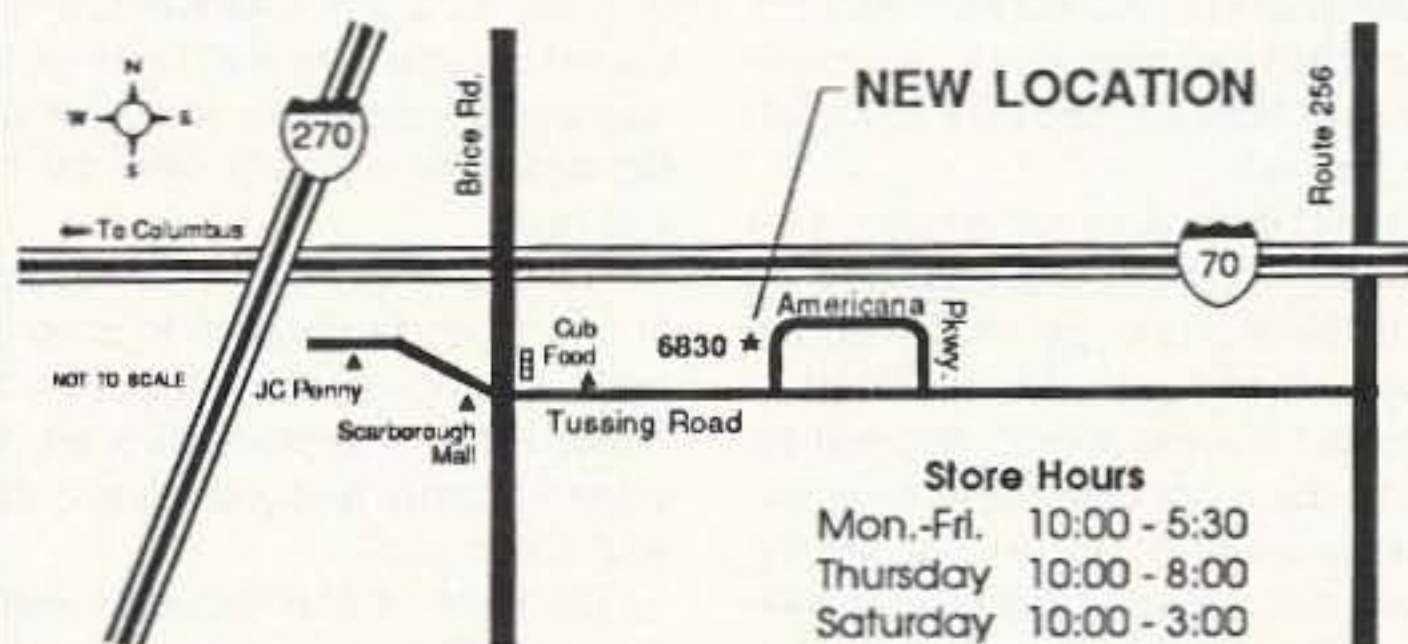 N
W
E
S
270
Brice Rd.
NEW LOCATION
Route 256
←To Columbus
70
Americana
Pkwy.
Cub
Food
6830
NOT TO SCALE
JC Penny
Scarborough
Mall
Tussing Road
Store Hours
Mon.-Fri. 10:00 - 5:30
Thursday 10:00 - 8:00
Saturday 10:00 - 3:00